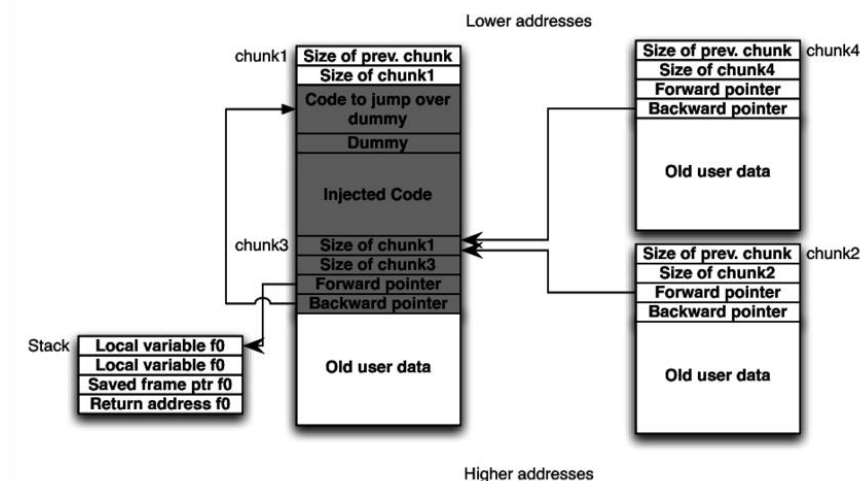 Lower addresses
chunk1
Size of prev. chunk
Size of chunk1
Code to jump over
dummy
Dummy
Injected Code
chunk3
Size of chunk1
Size of chunk3
Forward pointer
Backward pointer
Old user data
Stack
Local variable f0
Local variable f0
Saved frame ptr f0
Return address f0
Size of prev. chunk
chunk4
Size of chunk4
Forward pointer
Backward pointer
Old user data
Size of prev. chunk
chunk2
Size of chunk2
Forward pointer
Backward pointer
Old user data
Higher addresses